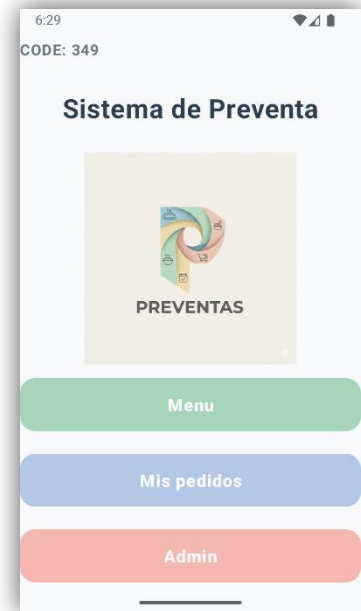 6:29
CODE: 349
Sistema de Preventa
PREVENTAS
Menu
Mis pedidos
Admin